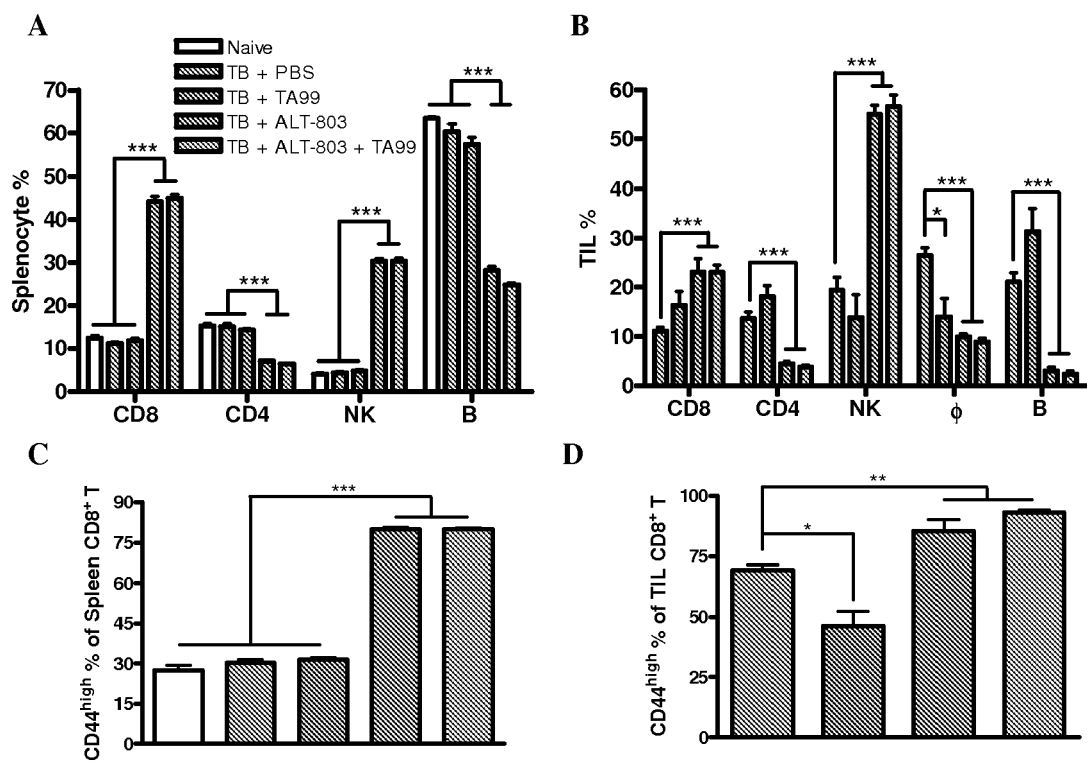 A
Naive
TB + PBS
TB + TA99
TB + ALT-803
TB + ALT-803 + TA99
Splenocyte %
70
60
50
40
30
20
10
0
***
***
***
***
CD8
CD4
NK
B
B
TIL %
60
50
40
30
20
10
0
***
***
***
***
*
***
CD8
CD4
NK
ϕ
B
C
CD44high % of Spleen CD8+ T
90
75
60
45
30
15
0
***
D
CD44high % of TIL CD8+ T
100
75
50
25
0
**
*